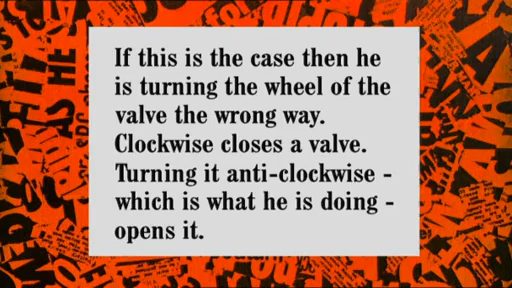 If this is the case then he
is turning the wheel of the
valve the wrong way.
Clockwise closes a valve.
Turning it anti-clockwise -
which is what he is doing -
opens it.